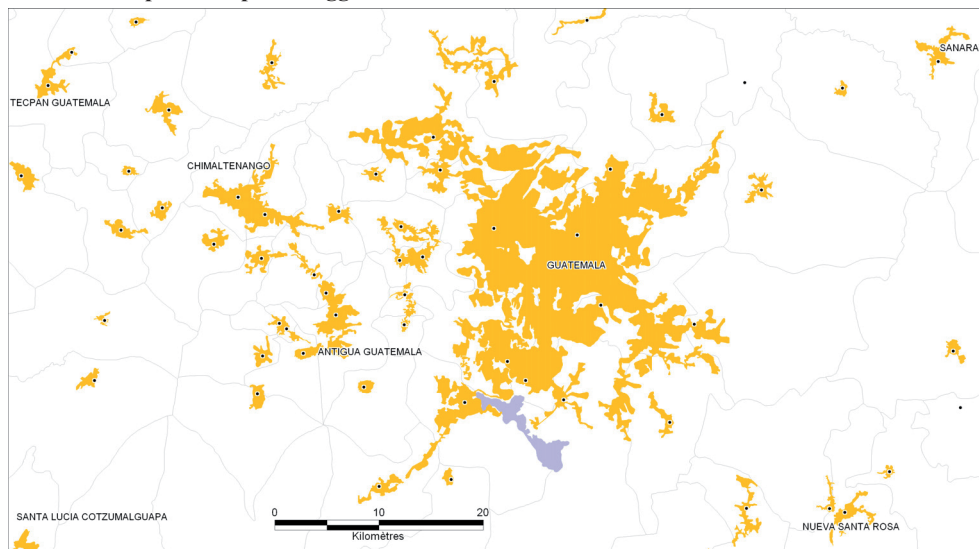 SANARA
TECPAN GUATEMALA
CHIMALTENANGO
GUATEMALA
ANTIGUA GUATEMALA
SANTA LUCIA COTZUMALGUAPA
NUEVA SANTA ROSA
0 10 20
Kilomètres